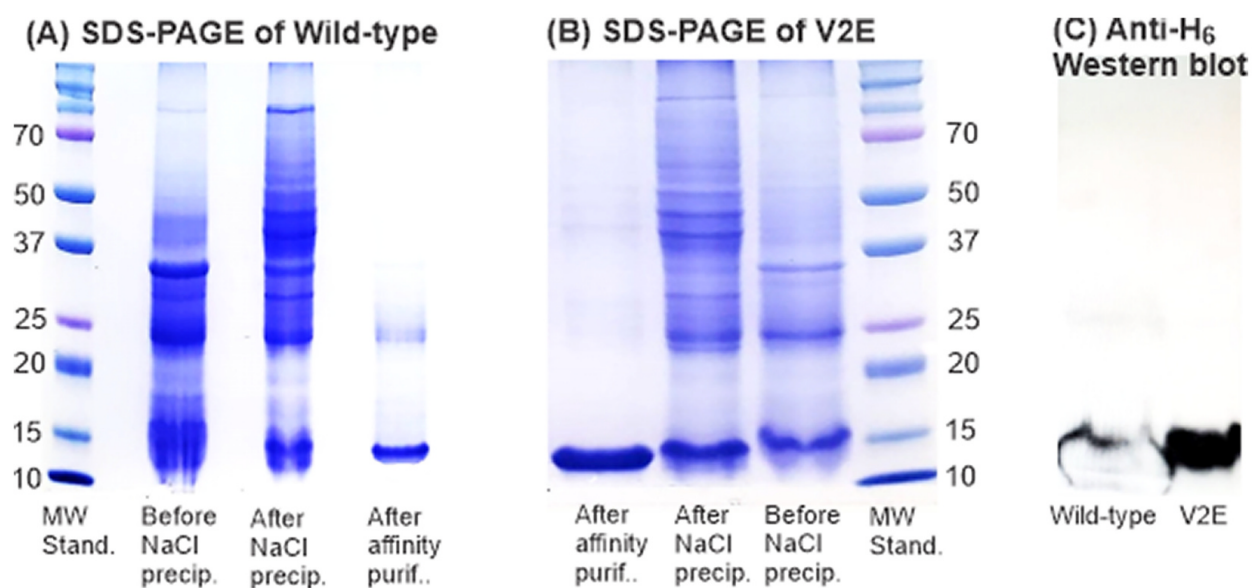 (A) SDS-PAGE of Wild-type
(B) SDS-PAGE of V2E
(C) Anti-H6
Western blot
70
50
37
25
20
15
10
70
50
37
25
20
15
10
MW
Stand.
Before
NaCl
precip.
After
NaCl
precip.
After
affinity
purif..
After
affinity
purif..
After
NaCl
precip.
Before
NaCl
precip.
MW
Stand.
Wild-type
V2E